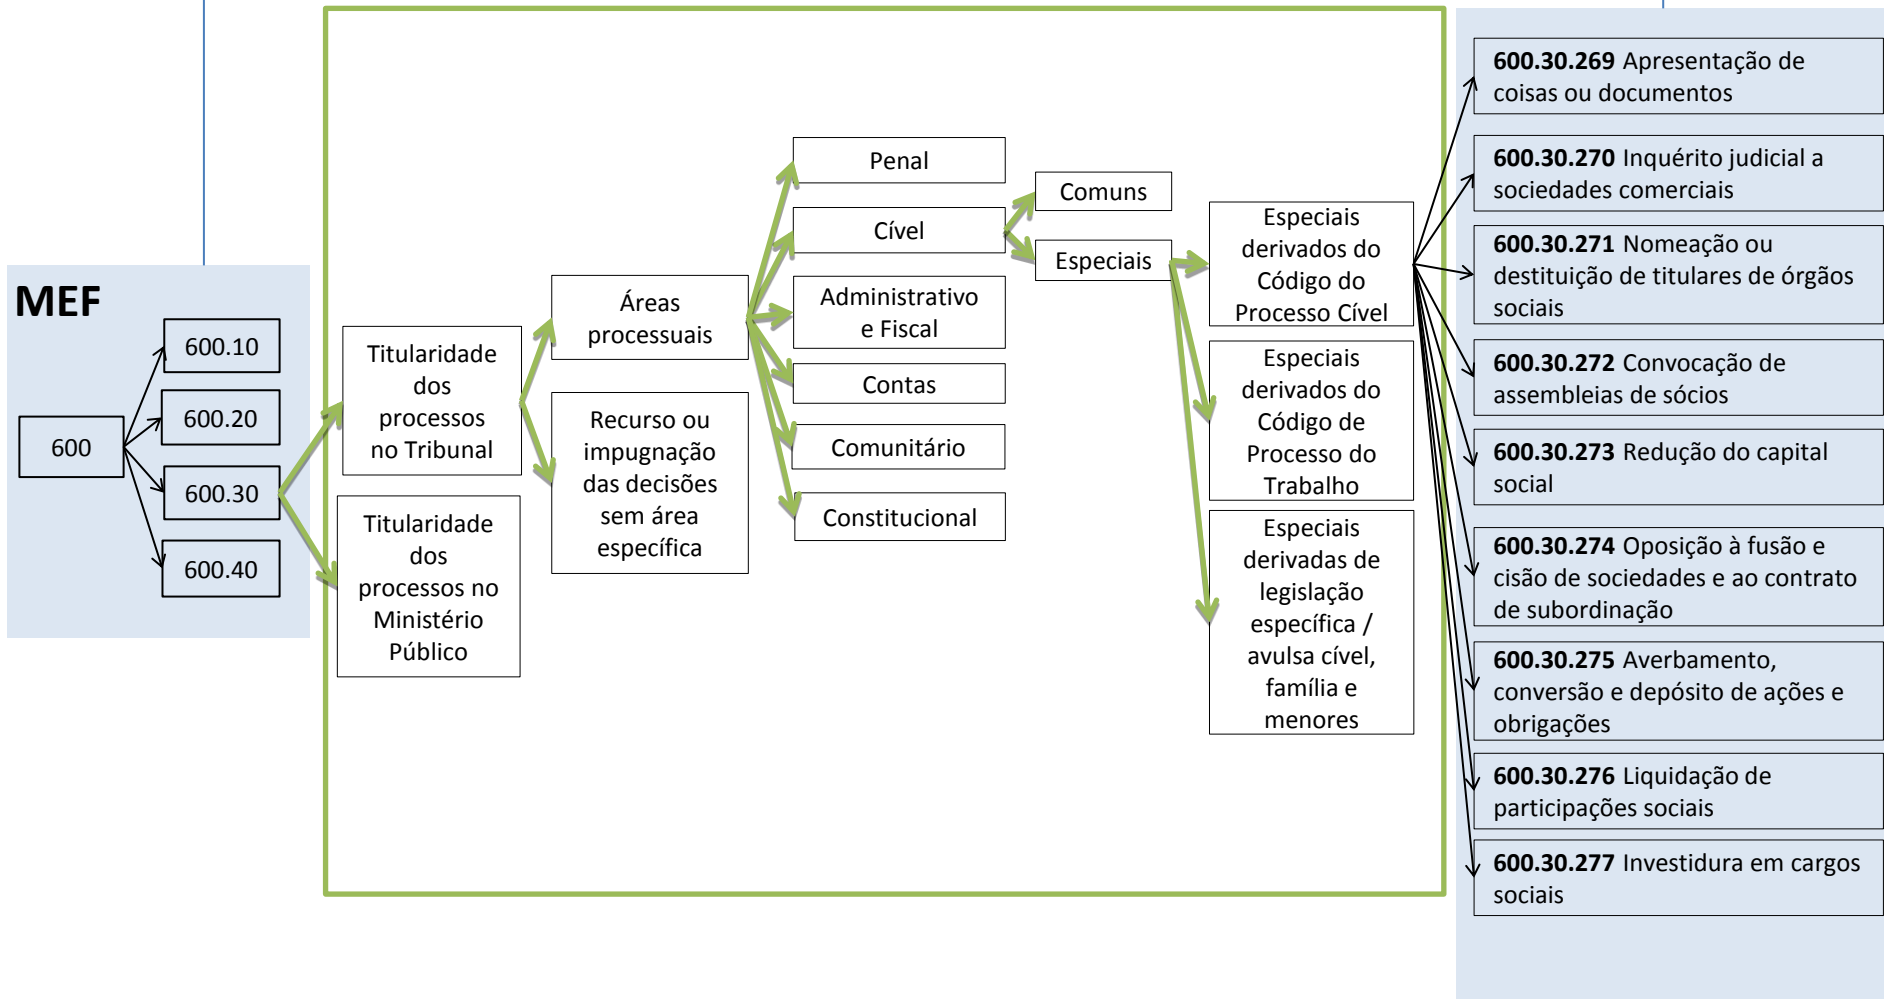 MEF
600
600.10
600.20
600.30
600.40
Titularidade
dos
processos
no Tribunal
Titularidade
dos
processos no
Ministério
Público
Áreas
processuais
Recurso ou
impugnação
das decisões
sem área
específica
Penal
Cível
Administrativo
e Fiscal
Contas
Comunitário
Constitucional
Comuns
Especiais
Especiais
derivados do
Código do
Processo Cível
Especiais
derivados do
Código de
Processo do
Trabalho
Especiais
derivadas de
legislação
específica /
avulsa cível,
família e
menores
600.30.269 Apresentação de
coisas ou documentos
600.30.270 Inquérito judicial a
sociedades comerciais
600.30.271 Nomeação ou
destituição de titulares de órgãos
sociais
600.30.272 Convocação de
assembleias de sócios
600.30.273 Redução do capital
social
600.30.274 Oposição à fusão e
cisão de sociedades e ao contrato
de subordinação
600.30.275 Averbamento,
conversão e depósito de ações e
obrigações
600.30.276 Liquidação de
participações sociais
600.30.277 Investidura em cargos
sociais